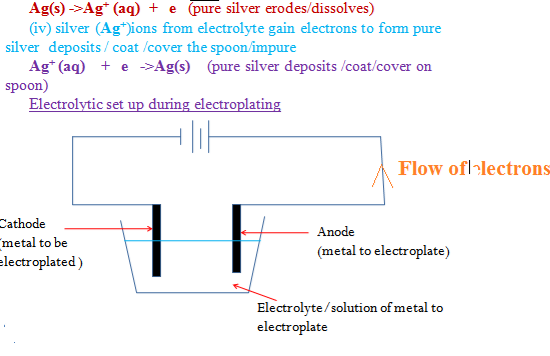 Ag(s) ->Ag⁺ (aq) + e (pure silver erodes/dissolves)
(iv) silver (Ag⁺)ions from electrolyte gain electrons to form pure
silver deposits / coat /cover the spoon/impure
Ag⁺ (aq) + e ->Ag(s) (pure silver deposits /coat/cover on
spoon)
Electrolytic set up during electroplating
Flow of electrons
Cathode
(metal to be
electroplated )
Anode
(metal to electroplate)
Electrolyte/solution of metal to
electroplate